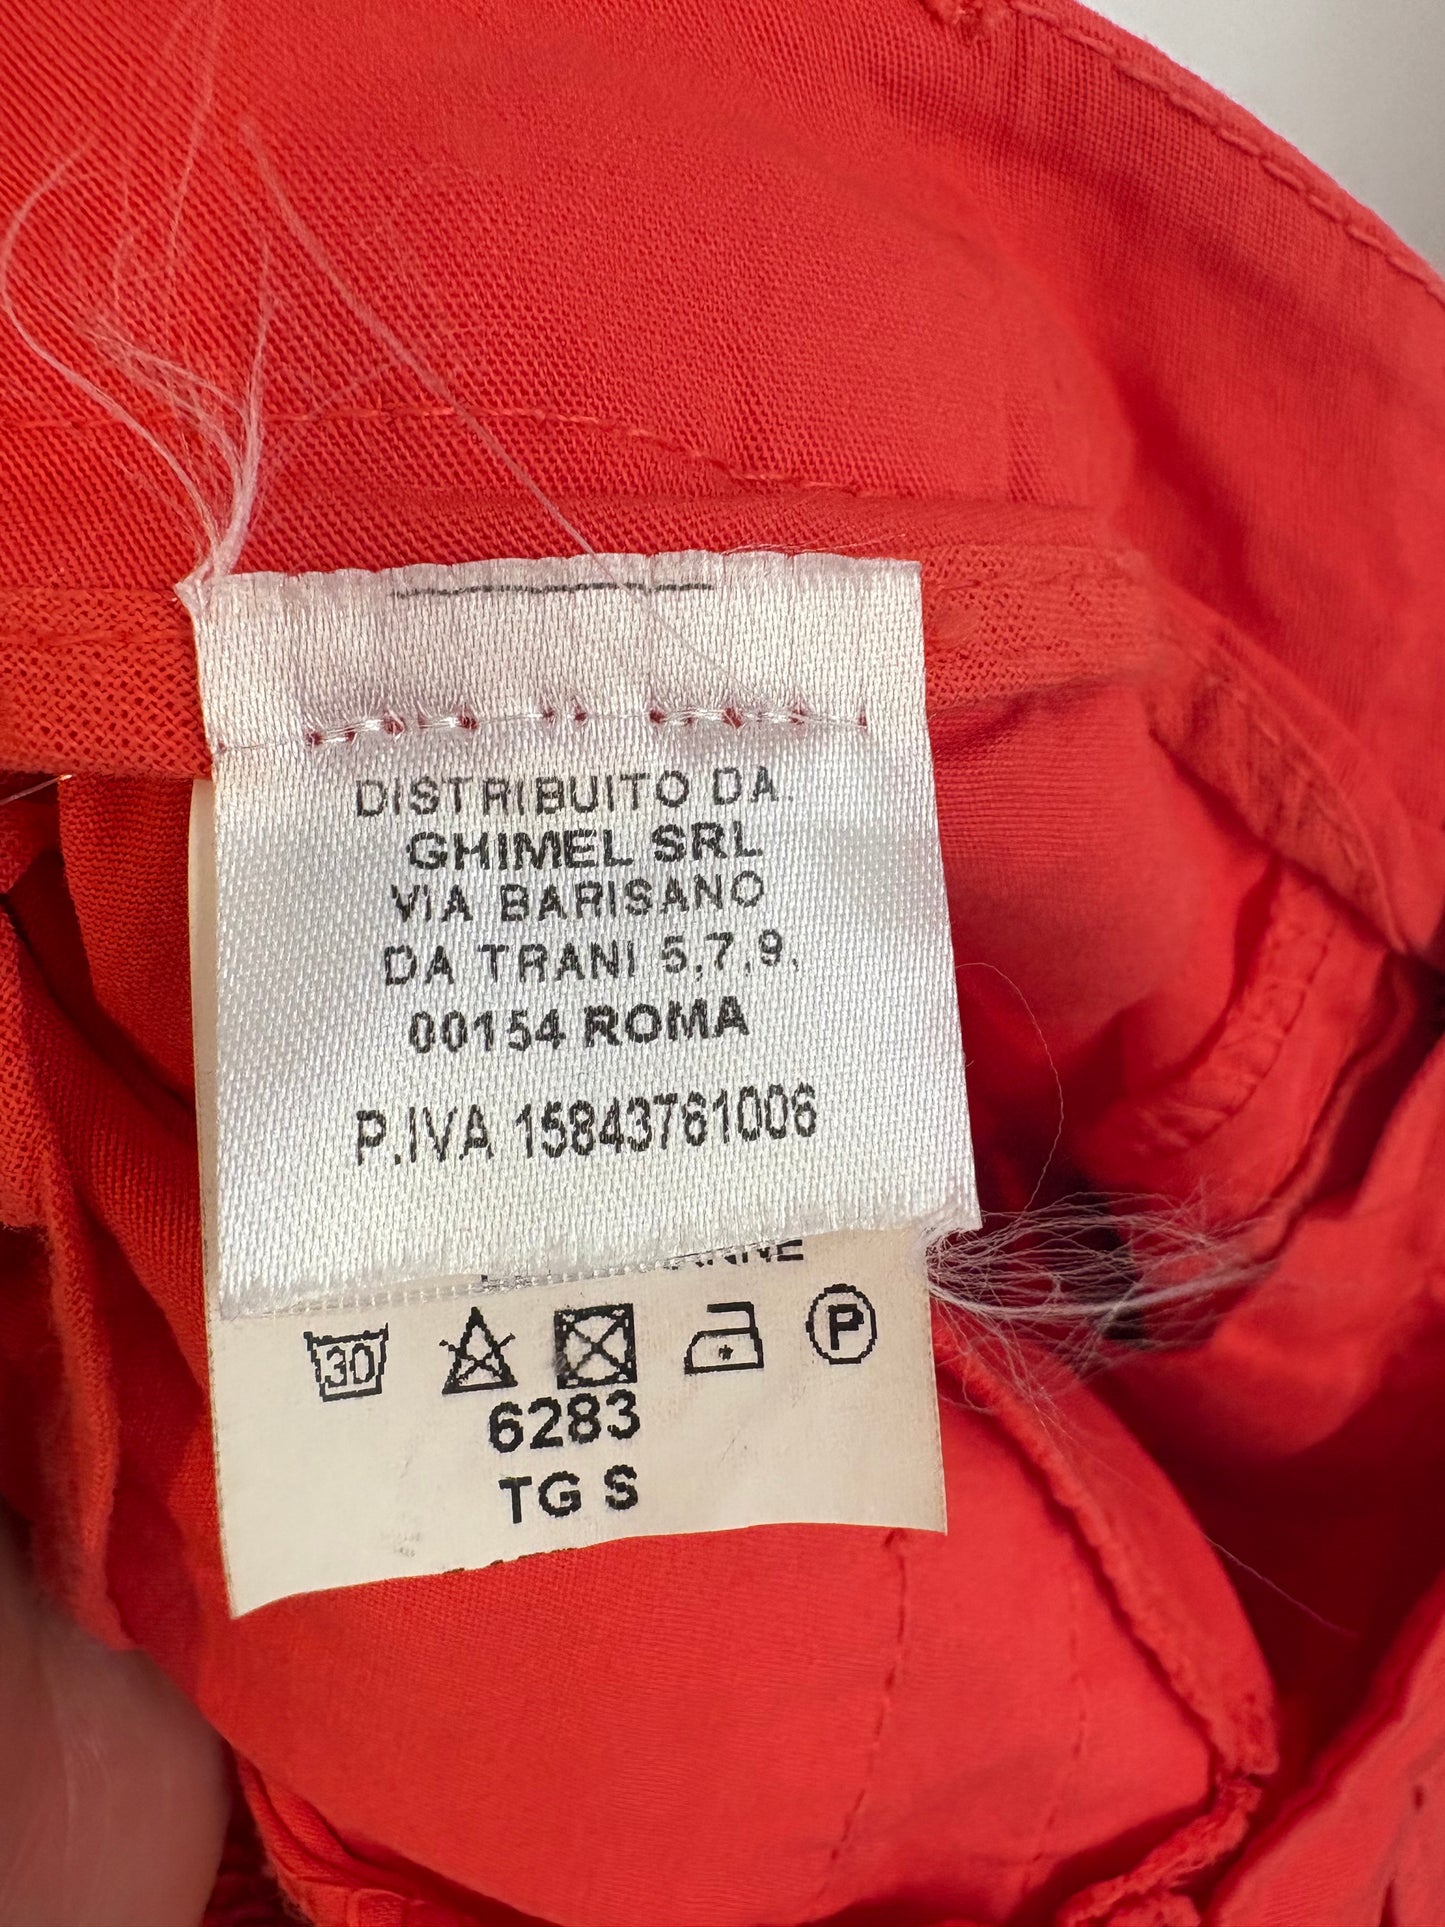 DISTRIBUITO DA.
GHIMEL SRL
VIA BARISANO
DA TRANI 5,7,9,
00154 ROMA
P.IVA 15843761006
30
P
6283
TG S